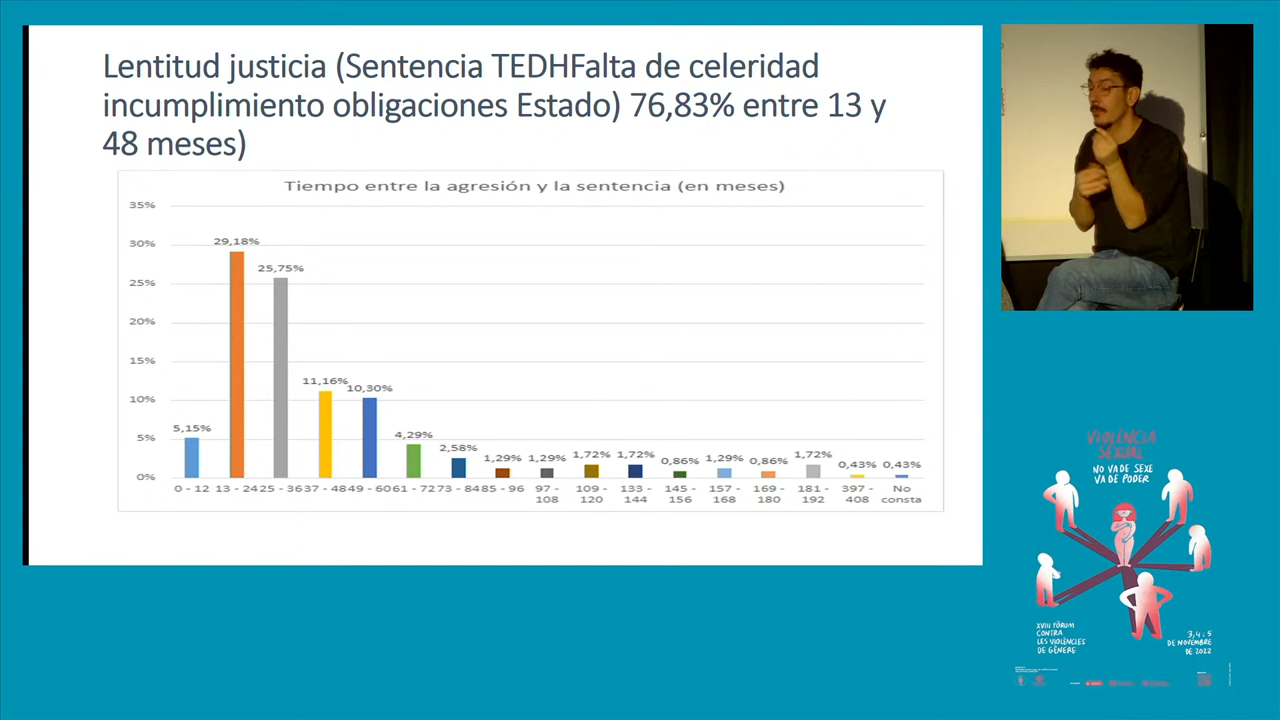 Lentitud justicia (Sentencia TEDHFalta de celeridad
incumplimiento obligaciones Estado) 76,83% entre 13 y
48 meses)
Tiempo entre la agresión y la sentencia (en meses)
35%
30%
25%
20%
15%
10%
5%
0%
5,15%
29,18%
25,75%
11,16%
10,30%
4,29%
2,58%
1,29%
1,29%
1,72%
1,72%
0,86%
1,29%
0,86%
1,72%
0,43%
0,43%
0 - 12
13 - 24
25 - 36
37 - 48
49 - 60
61 - 72
73 - 84
85 - 96
97 - 108
109 - 120
133 - 144
145 - 156
157 - 168
169 - 180
181 - 192
397 - 408
No consta
VIOLÈNCIA
SEXUAL
NO VA DE SEXE
VA DE PODER
XVIII FÒRUM
CONTRA
LES VIOLÈNCIES
DE GÈNERE
3, 4 i 5
DE NOVEMBRE
DE 2022